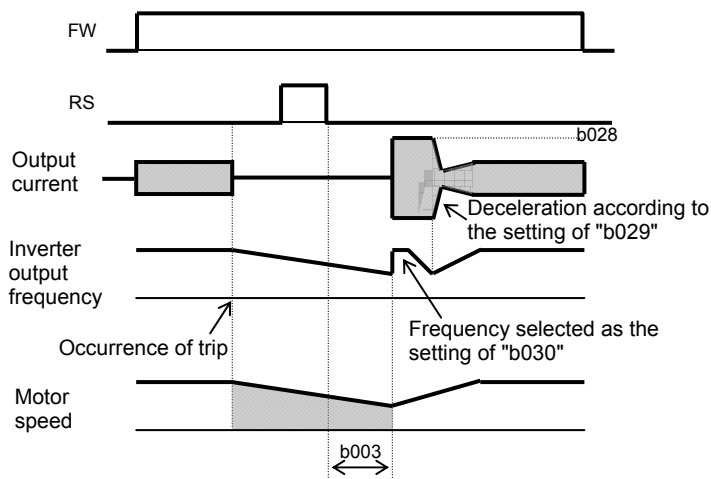 FW
RS
b028
Output
current
Deceleration according to
the setting of "b029"
Inverter
output
frequency
Occurrence of trip
Frequency selected as the
setting of "b030"
Motor
speed
b003